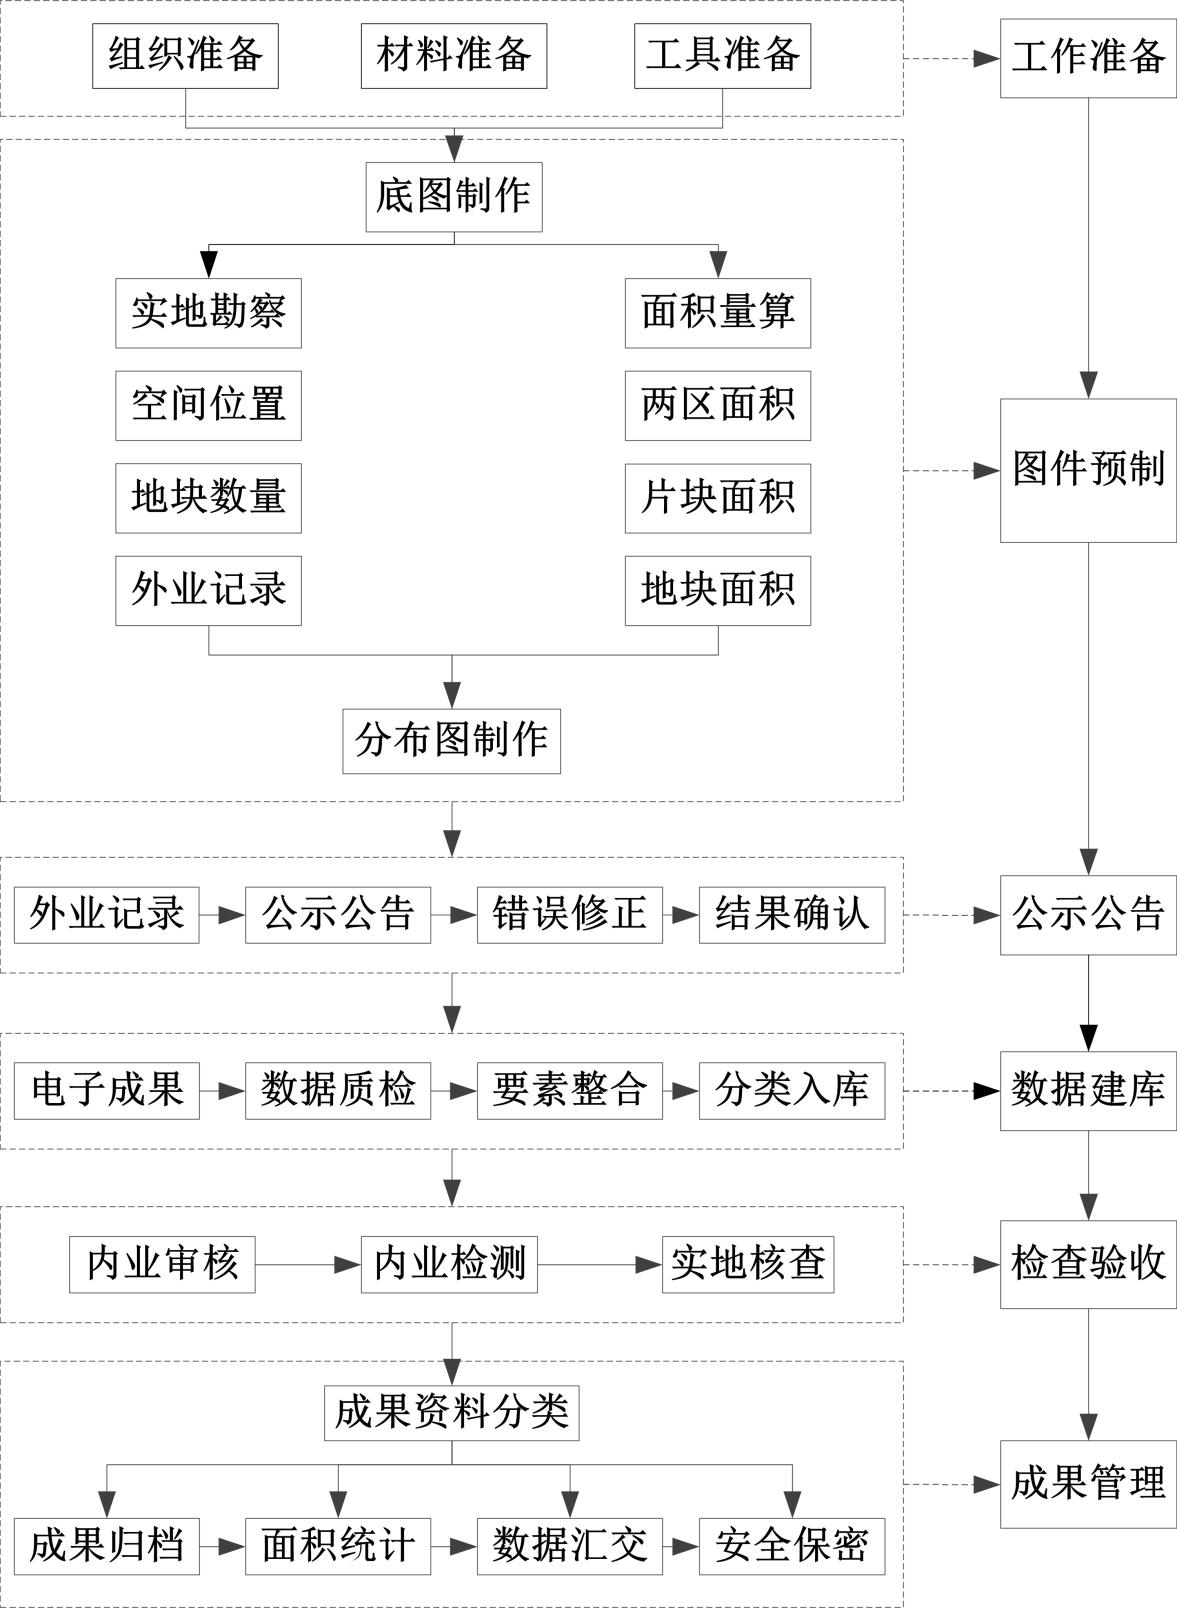 组织准备
材料准备
工具准备
工作准备
底图制作
实地勘察
面积量算
空间位置
两区面积
图件预制
地块数量
片块面积
外业记录
地块面积
分布图制作
外业记录
公示公告
错误修正
结果确认
公示公告
电子成果
数据质检
要素整合
分类入库
数据建库
内业审核
内业检测
实地核查
检查验收
成果资料分类
成果管理
成果归档
面积统计
数据汇交
安全保密